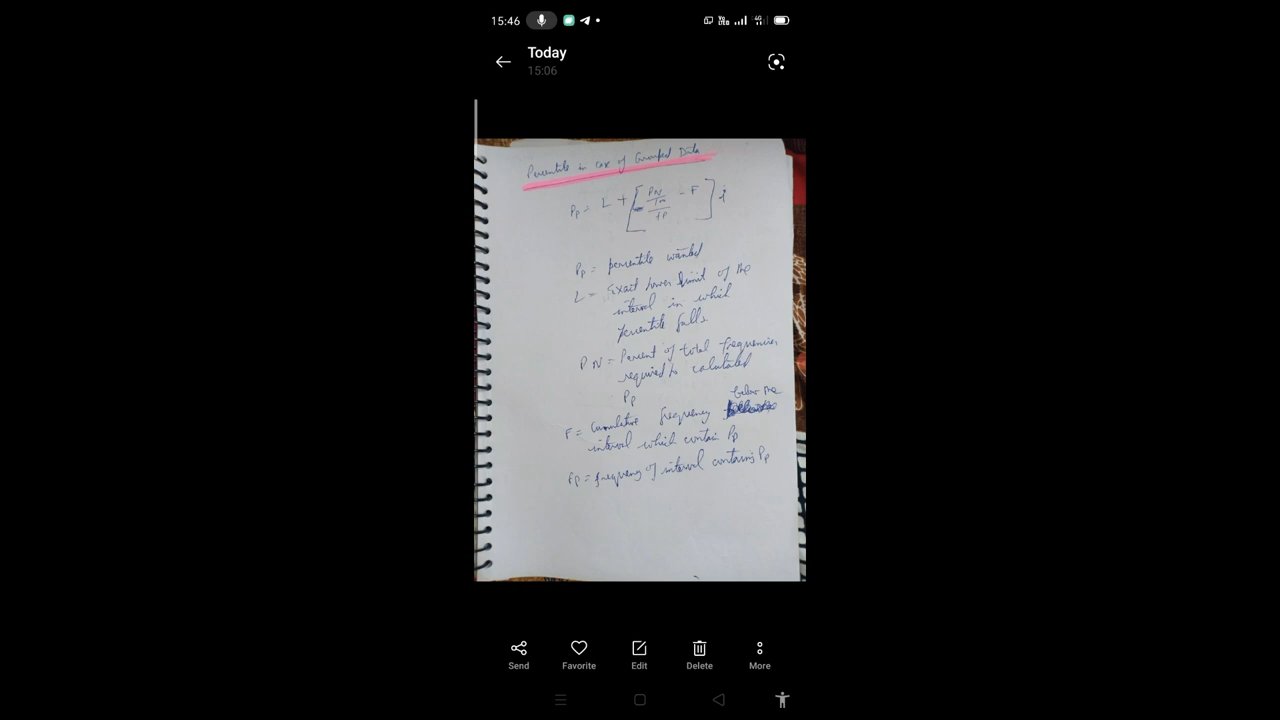 15:46
Today
15:06
Percentile in case of Grouped Data
Pp = L + [ PN/100 - F / fp ] i
Pp = percentile wanted
L = Exact lower limit of the
interval in which
percentile falls.
PN = Percent of total frequencies
required to calculated
Pp
below the
F = Cumulative frequency
interval which contain Pp
fp = frequency of interval containing Pp
Send
Favorite
Edit
Delete
More